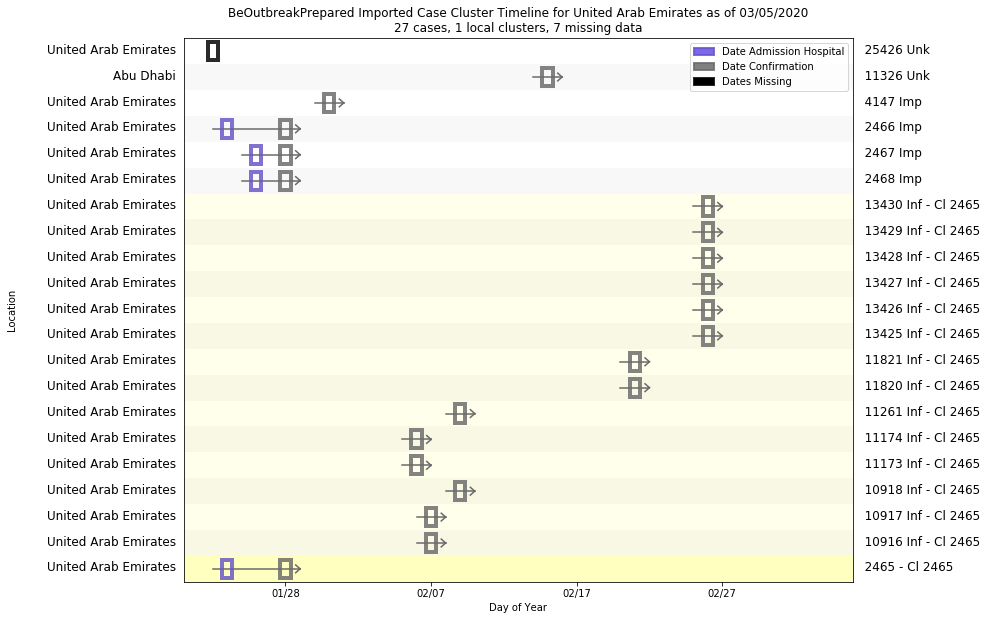 BeOutbreakPrepared Imported Case Cluster Timeline for United Arab Emirates as of 03/05/2020
27 cases, 1 local clusters, 7 missing data
Date Admission Hospital
Date Confirmation
Dates Missing
United Arab Emirates 25426 Unk
Abu Dhabi 11326 Unk
United Arab Emirates 4147 Imp
United Arab Emirates 2466 Imp
United Arab Emirates 2467 Imp
United Arab Emirates 2468 Imp
United Arab Emirates 13430 Inf - Cl 2465
United Arab Emirates 13429 Inf - Cl 2465
United Arab Emirates 13428 Inf - Cl 2465
United Arab Emirates 13427 Inf - Cl 2465
United Arab Emirates 13426 Inf - Cl 2465
United Arab Emirates 13425 Inf - Cl 2465
United Arab Emirates 11821 Inf - Cl 2465
United Arab Emirates 11820 Inf - Cl 2465
United Arab Emirates 11261 Inf - Cl 2465
United Arab Emirates 11174 Inf - Cl 2465
United Arab Emirates 11173 Inf - Cl 2465
United Arab Emirates 10918 Inf - Cl 2465
United Arab Emirates 10917 Inf - Cl 2465
United Arab Emirates 10916 Inf - Cl 2465
United Arab Emirates 2465 - Cl 2465
Location
01/28 02/07 02/17 02/27
Day of Year